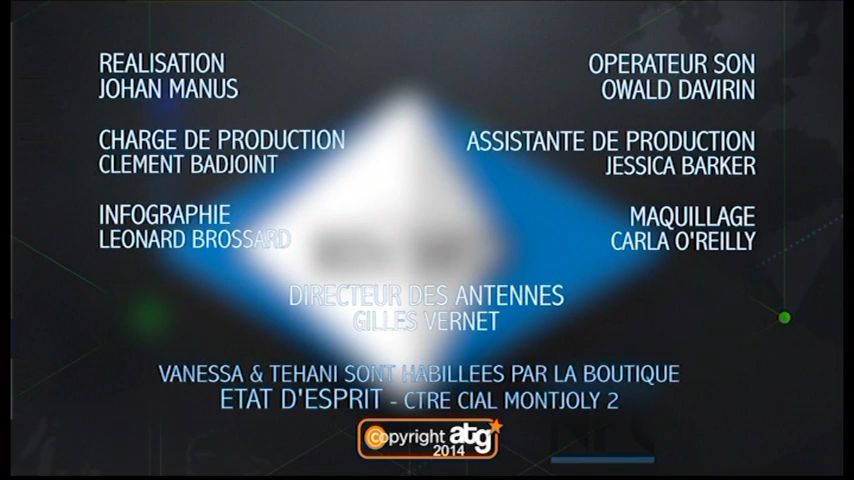 REALISATION
JOHAN MANUS
OPERATEUR SON
OWALD DAVIRIN
CHARGE DE PRODUCTION
CLEMENT BADJOINT
ASSISTANTE DE PRODUCTION
JESSICA BARKER
INFOGRAPHIE
LEONARD BROSSARD
MAQUILLAGE
CARLA O'REILLY
DIRECTEUR DES ANTENNES
GILLES VERNET
VANESSA & TEHANI SONT HABILLEES PAR LA BOUTIQUE
ETAT D'ESPRIT - CTRE CIAL MONTJOLY 2
copyright atg
2014